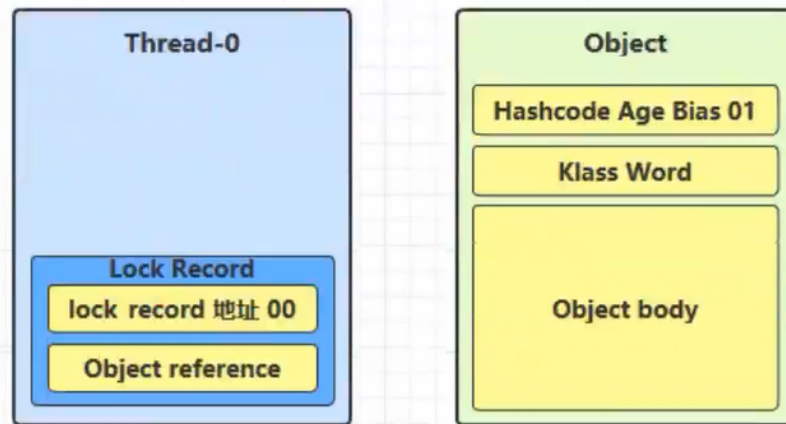 Thread-0
Lock Record
lock record 地址 00
Object reference
Object
Hashcode Age Bias 01
Klass Word
Object body